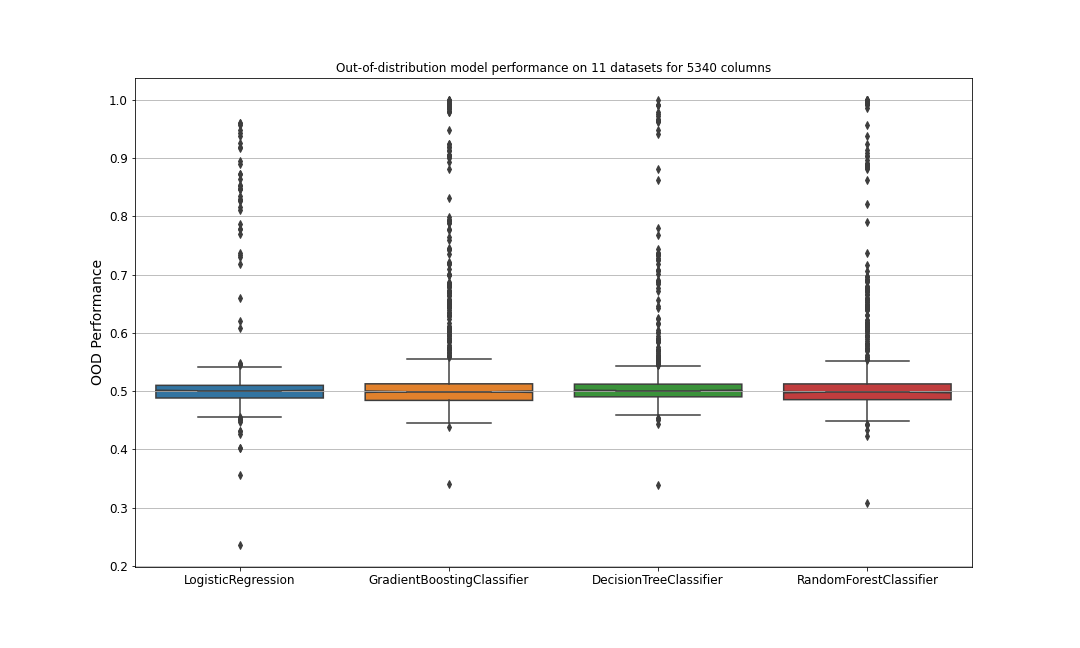 Out-of-distribution model performance on 11 datasets for 5340 columns
OOD Performance
1.0
0.9
0.8
0.7
0.6
0.5
0.4
0.3
0.2
LogisticRegression
GradientBoostingClassifier
DecisionTreeClassifier
RandomForestClassifier